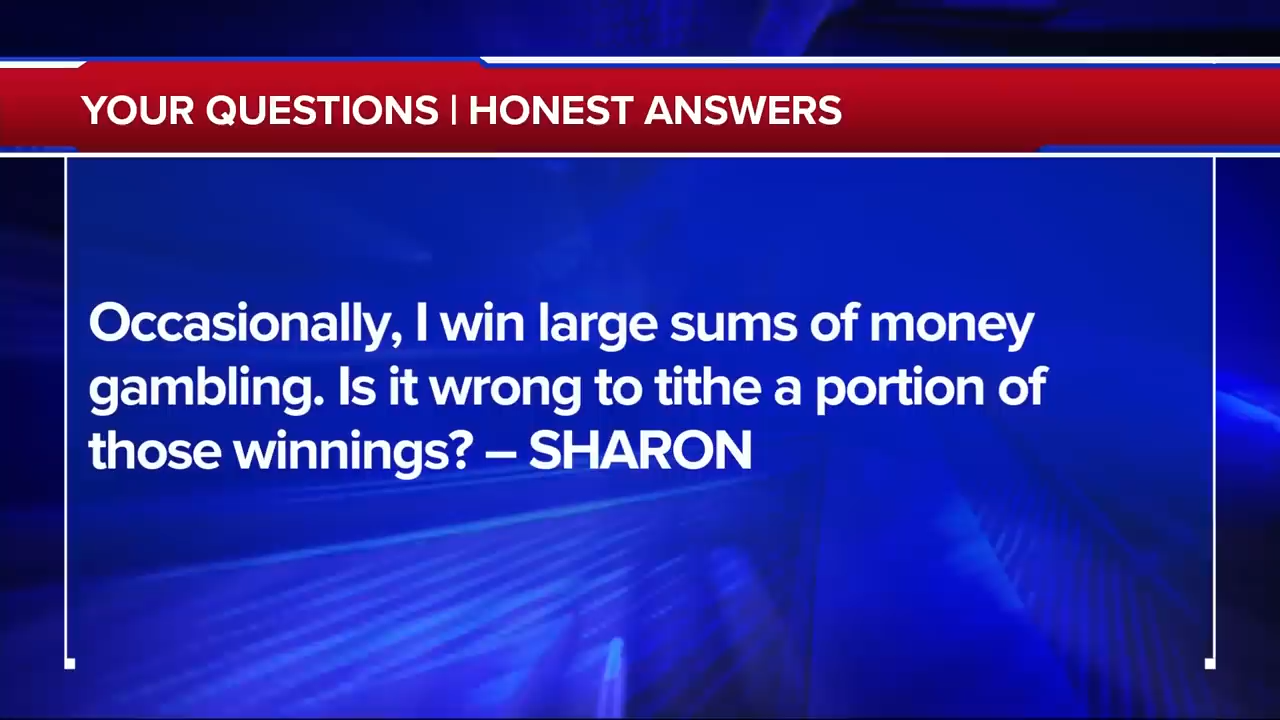 YOUR QUESTIONS | HONEST ANSWERS
Occasionally, I win large sums of money
gambling. Is it wrong to tithe a portion of
those winnings? – SHARON